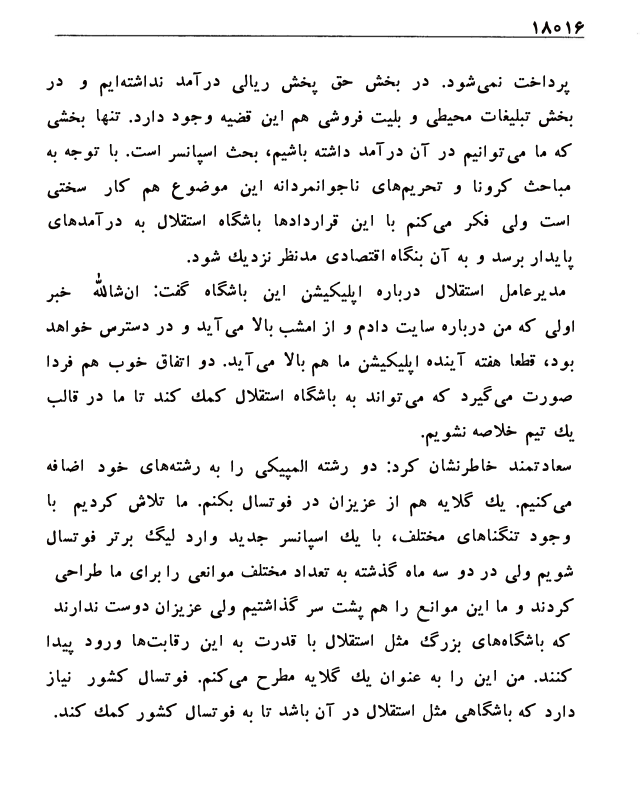 ۱۸۰۱۶
پرداخت نمی‌شود. در بخش حق پخش ریالی درآمد نداشته‌ایم و در
بخش تبلیغات محیطی و بلیت فروشی هم این قضیه وجود دارد. تنها بخشی
که ما می‌توانیم در آن درآمد داشته باشیم، بحث اسپانسر است. با توجه به
مباحث کرونا و تحریم‌های ناجوانمردانه این موضوع هم کار سختی
است ولی فکر می‌کنم با این قراردادها باشگاه استقلال به درآمدهای
پایدار برسد و به آن بنگاه اقتصادی مدنظر نزدیك شود.
مدیرعامل استقلال درباره اپلیکیشن این باشگاه گفت: ان‌شالله خبر
اولی که من درباره سایت دادم و از امشب بالا می‌آید و در دسترس خواهد
بود، قطعا هفته آینده اپلیکیشن ما هم بالا می‌آید. دو اتفاق خوب هم فردا
صورت می‌گیرد که می‌تواند به باشگاه استقلال کمك کند تا ما در قالب
یك تیم خلاصه نشویم.
سعادتمند خاطرنشان کرد: دو رشته المپیکی را به رشته‌های خود اضافه
می‌کنیم. یك گلایه هم از عزیزان در فوتسال بکنم. ما تلاش کردیم با
وجود تنگناهای مختلف، با یك اسپانسر جدید وارد لیگ برتر فوتسال
شویم ولی در دو سه ماه گذشته به تعداد مختلف موانعی را برای ما طراحی
کردند و ما این موانع را هم پشت سر گذاشتیم ولی عزیزان دوست ندارند
که باشگاه‌های بزرگ مثل استقلال با قدرت به این رقابت‌ها ورود پیدا
کنند. من این را به عنوان یك گلایه مطرح می‌کنم. فوتسال کشور نیاز
دارد که باشگاهی مثل استقلال در آن باشد تا به فوتسال کشور کمك کند.